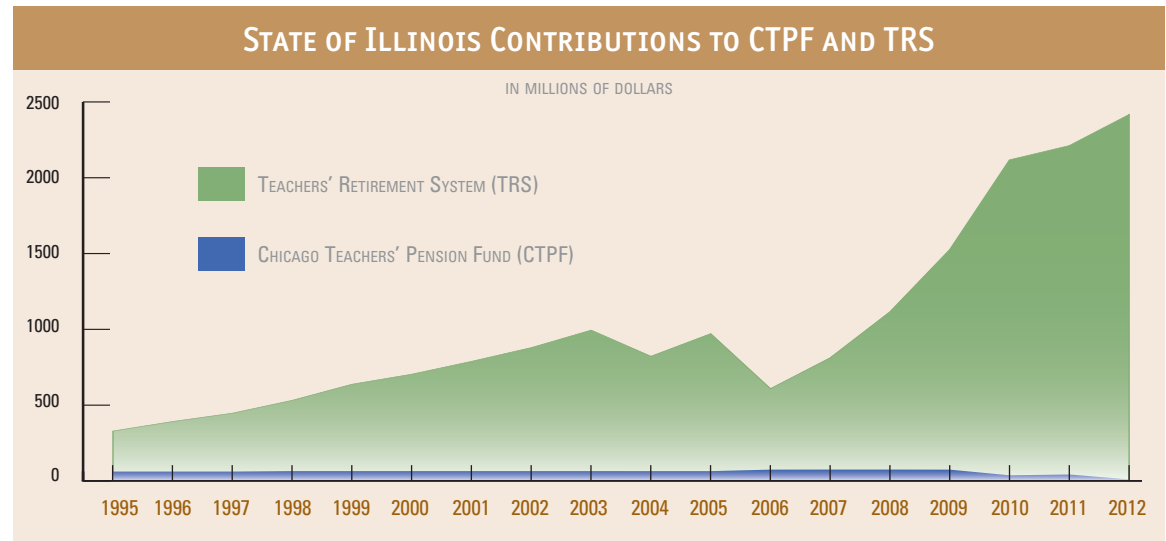 State of Illinois Contributions to CTPF and TRS
in millions of dollars
2500
2000
1500
1000
500
0
Teachers' Retirement System (TRS)
Chicago Teachers' Pension Fund (CTPF)
1995 1996 1997 1998 1999 2000 2001 2002 2003 2004 2005 2006 2007 2008 2009 2010 2011 2012